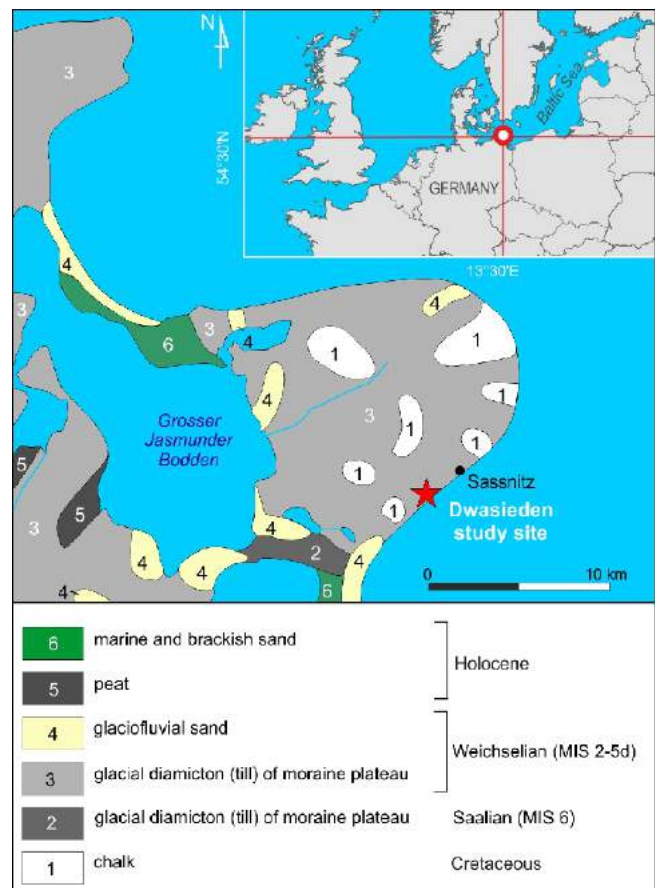 N
3
Baltic Sea
54°30'N
GERMANY
13°30'E
4
4
3
3
6
4
1
1
4
1
3
1
Grosser
Jasmunder
Bodden
1
5
1
Sassnitz
5
1
Dwasieden
study site
3
4
2
4
4
4
4
6
0
10 km
6
marine and brackish sand
Holocene
5
peat
4
glaciofluvial sand
Weichselian (MIS 2-5d)
3
glacial diamicton (till) of moraine plateau
2
glacial diamicton (till) of moraine plateau
Saalian (MIS 6)
1
chalk
Cretaceous